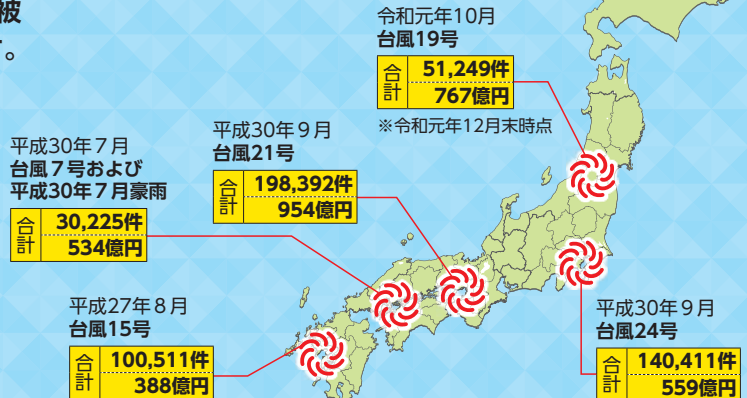 被
。
令和元年10月
台風19号
合計 51,249件
767億円
※令和元年12月末時点
平成30年9月
台風21号
合計 198,392件
954億円
平成30年7月
台風7号および
平成30年7月豪雨
合計 30,225件
534億円
平成27年8月
台風15号
合計 100,511件
388億円
平成30年9月
台風24号
合計 140,411件
559億円